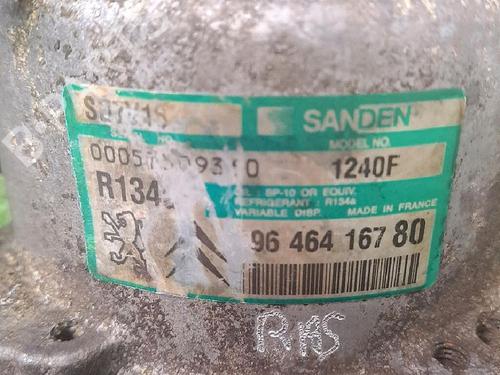 SANDEN
MODEL NO.
1240F
R134
: SP-10 OR EQUIV.
REFRIGERANT : R134a
VARIABLE DISP. MADE IN FRANCE
96 464 167 80
RAS